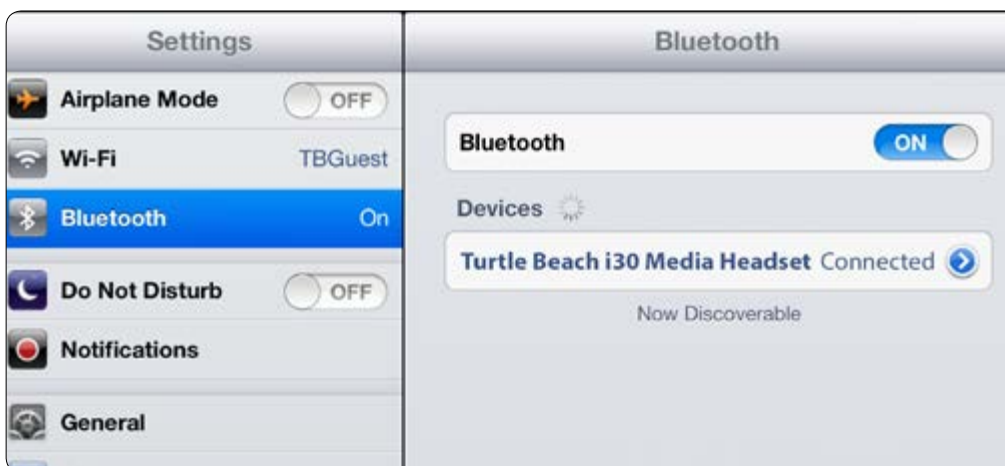 Settings
Airplane Mode OFF
Wi-Fi TBGuest
Bluetooth On
Do Not Disturb OFF
Notifications
General
Bluetooth
Bluetooth ON
Devices
Turtle Beach i30 Media Headset Connected
Now Discoverable